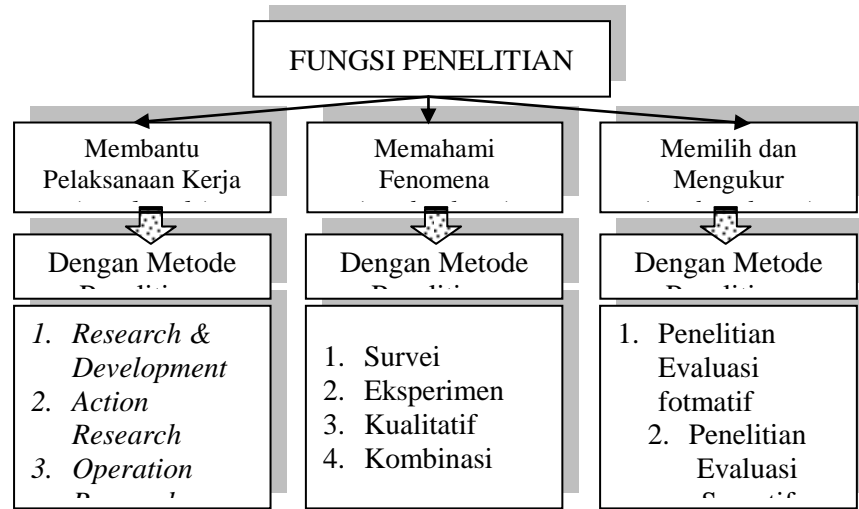 FUNGSI PENELITIAN
Membantu
Pelaksanaan Kerja
Memahami
Fenomena
Memilih dan
Mengukur
Dengan Metode
Dengan Metode
Dengan Metode
1. Research &
Development
2. Action
Research
3. Operation
1. Survei
2. Eksperimen
3. Kualitatif
4. Kombinasi
1. Penelitian
Evaluasi
fotmatif
2. Penelitian
Evaluasi